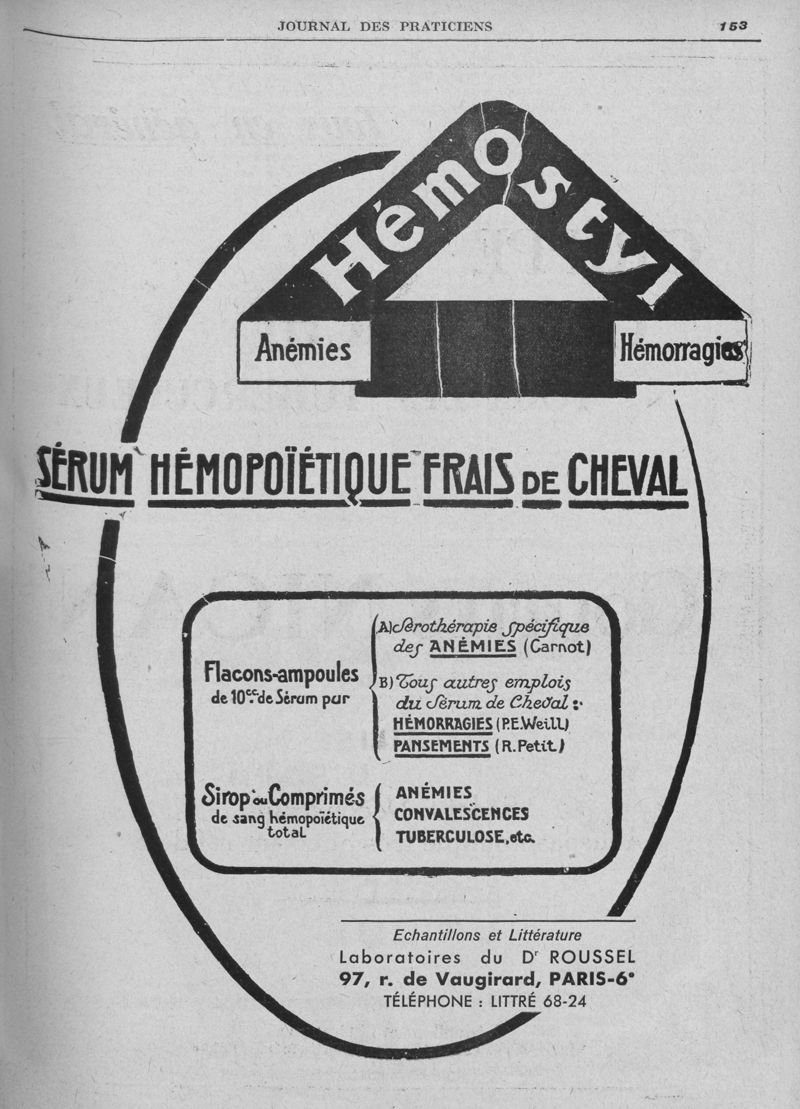 JOURNAL DES PRATICIENS 153
Hémostyl
Anémies
Hémorragies
SÉRUM HÉMOPOÏÉTIQUE FRAIS DE CHEVAL
Flacons-ampoules
de 10cc. de Sérum pur
A) Sérothérapie spécifique
des ANÉMIES (Carnot)
B) Tous autres emplois
du Sérum de Cheval :
HÉMORRAGIES (P.E.Weill)
PANSEMENTS (R.Petit)
Sirop ou Comprimés
de sang hémopoïétique
total
ANÉMIES
CONVALESCENCES
TUBERCULOSE, etc.
Echantillons et Littérature
Laboratoires du Dr ROUSSEL
97, r. de Vaugirard, PARIS-6e
TÉLÉPHONE : LITTRÉ 68-24